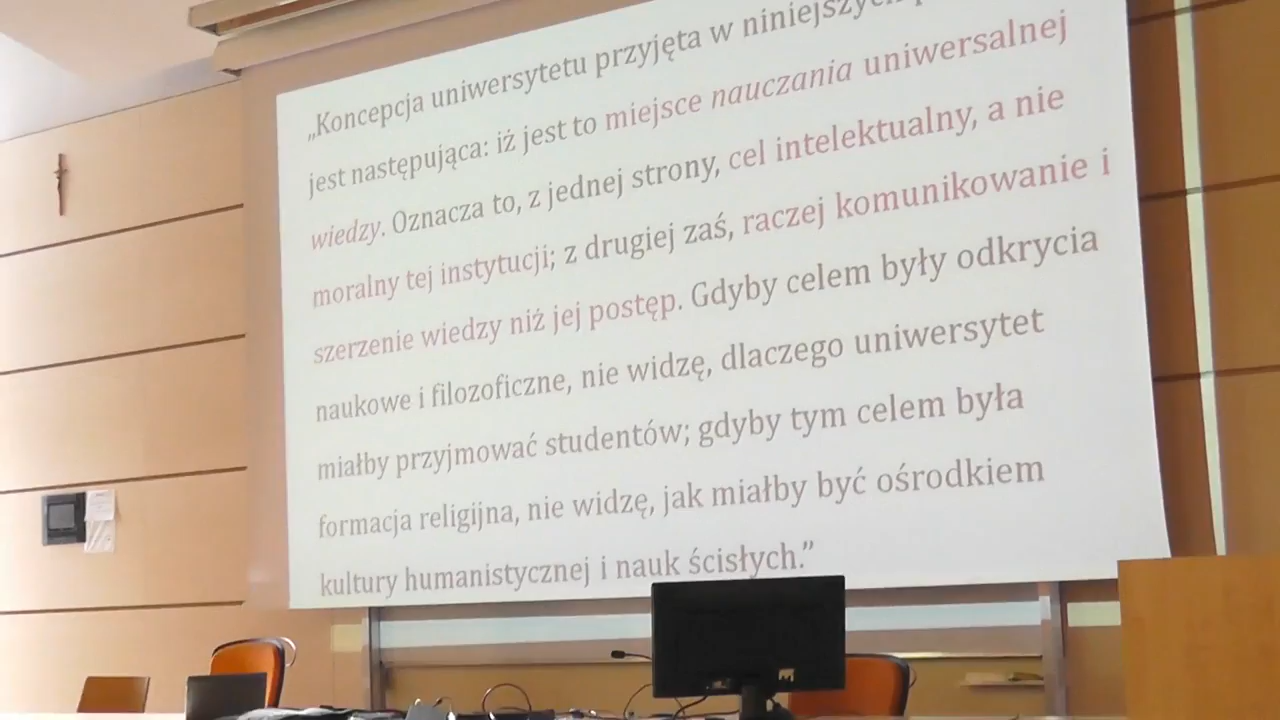 „Koncepcja uniwersytetu przyjęta w niniejszych
jest następująca: iż jest to miejsce nauczania uniwersalnej
wiedzy. Oznacza to, z jednej strony, cel intelektualny, a nie
moralny tej instytucji; z drugiej zaś, raczej komunikowanie i
szerzenie wiedzy niż jej postęp. Gdyby celem były odkrycia
naukowe i filozoficzne, nie widzę, dlaczego uniwersytet
miałby przyjmować studentów; gdyby tym celem była
formacja religijna, nie widzę, jak miałby być ośrodkiem
kultury humanistycznej i nauk ścisłych.”